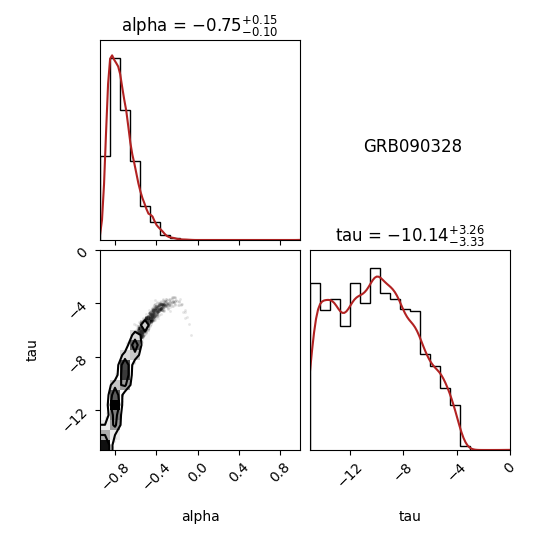 alpha = −0.75+0.15
−0.10
GRB090328
tau = −10.14+3.26
−3.33
0
−4
−8
−12
tau
−0.8 −0.4 0.0 0.4 0.8
−12 −8 −4 0
alpha
tau